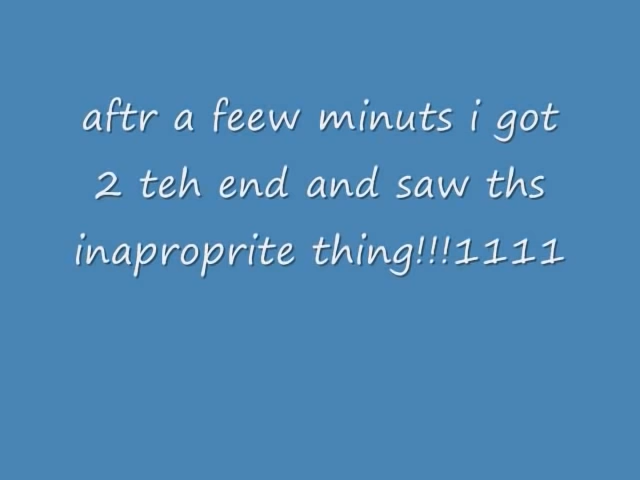 aftr a feew minuts i got
2 teh end and saw ths
inaproprite thing!!!1111